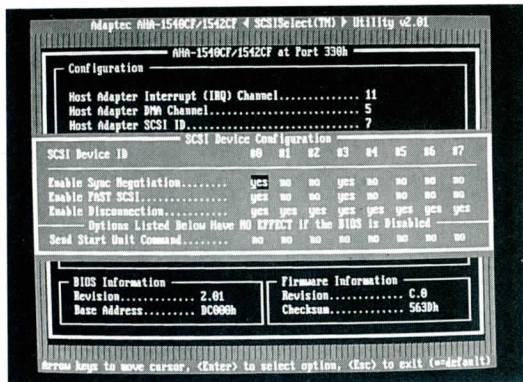 Adaptec AHA-1540CF/1542CF ◄ SCSISelect(TM) ► Utility v2.01
AHA-1540CF/1542CF at Port 330h
Configuration
Host Adapter Interrupt (IRQ) Channel.............. 11
Host Adapter DMA Channel.......................... 5
Host Adapter SCSI ID.............................. 7
SCSI Device Configuration
SCSI Device ID #0 #1 #2 #3 #4 #5 #6 #7
Enable Sync Negotiation........ yes no no yes no no no no
Enable FAST SCSI............... yes no no yes no no no no
Enable Disconnection........... yes yes yes yes yes yes yes yes
Options Listed Below Have NO EFFECT if the BIOS is Disabled
Send Start Unit Command........ no no no no no no no no
BIOS Information
Revision............... 2.01
Base Address......... DC000h
Firmware Information
Revision............. C.0
Checksum............. 563Dh
Arrow keys to move cursor, <Enter> to select option, <Esc> to exit (*=default)